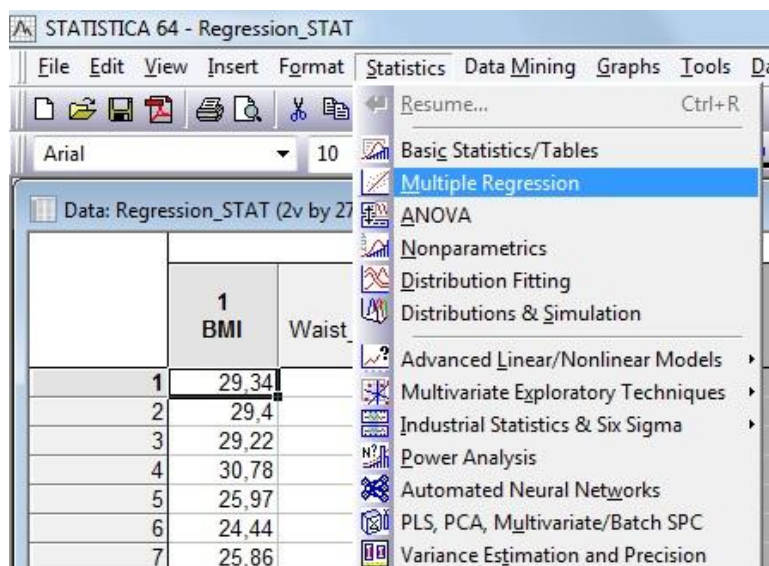 STATISTICA 64 - Regression_STAT
File Edit View Insert Format Statistics Data Mining Graphs Tools
Resume... Ctrl+R
Arial 10
Basic Statistics/Tables
Multiple Regression
Data: Regression_STAT (2v by 27
ANOVA
Nonparametrics
Distribution Fitting
Distributions & Simulation
1
BMI Waist_
Advanced Linear/Nonlinear Models
1 29,34
Multivariate Exploratory Techniques
2 29,4
Industrial Statistics & Six Sigma
3 29,22
Power Analysis
4 30,78
Automated Neural Networks
5 25,97
PLS, PCA, Multivariate/Batch SPC
6 24,44
Variance Estimation and Precision
7 25,86